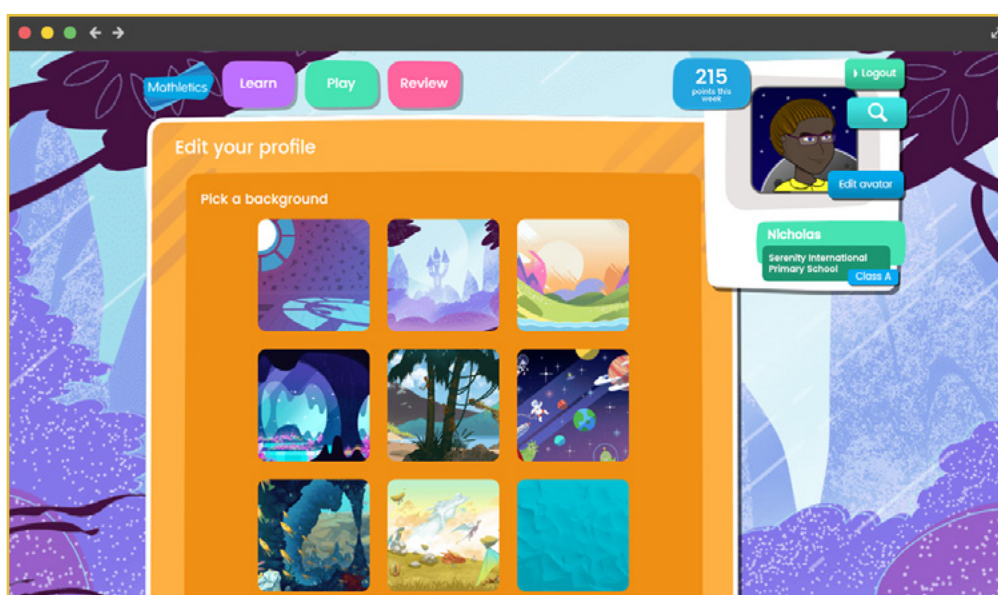 Mathletics
Learn
Play
Review
215
points this
week
Logout
Edit your profile
Edit avatar
Pick a background
Nicholas
Serenity International
Primary School
Class A